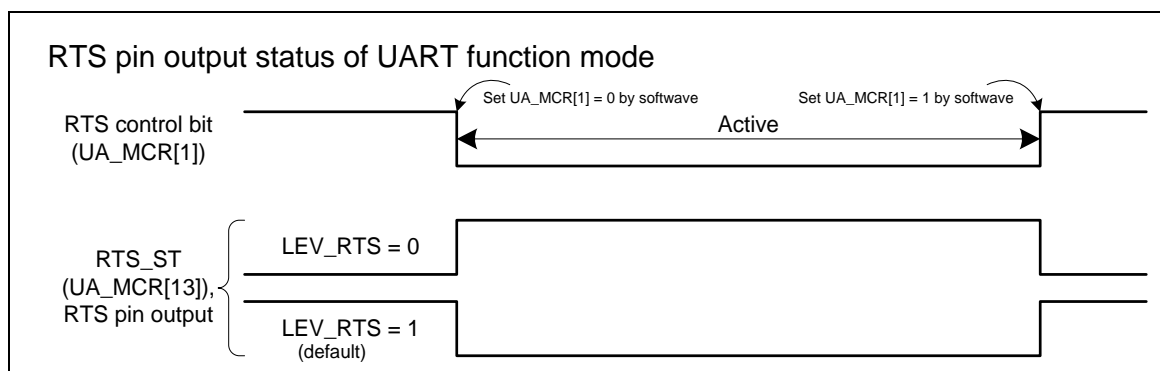 RTS pin output status of UART function mode
Set UA_MCR[1] = 0 by softwave
Set UA_MCR[1] = 1 by softwave
RTS control bit
(UA_MCR[1])
Active
RTS_ST
(UA_MCR[13]),
RTS pin output
LEV_RTS = 0
LEV_RTS = 1
(default)